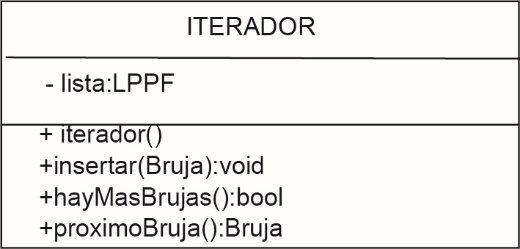 ITERADOR
- lista:LPPF
+ iterador()
+insertar(Bruja):void
+hayMasBrujas():bool
+proximoBruja():Bruja